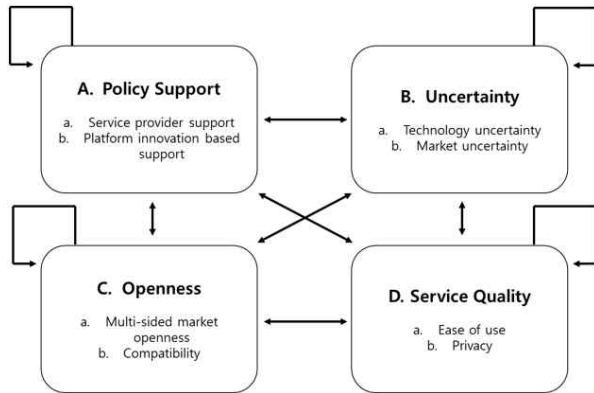 A. Policy Support
a. Service provider support
b. Platform innovation based
support
B. Uncertainty
a. Technology uncertainty
b. Market uncertainty
C. Openness
a. Multi-sided market
openness
b. Compatibility
D. Service Quality
a. Ease of use
b. Privacy